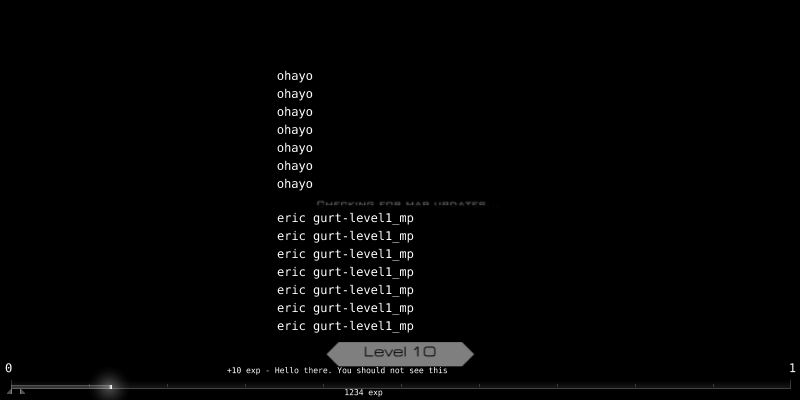 ohayo
ohayo
ohayo
ohayo
ohayo
ohayo
ohayo
Checking for map updates...
eric gurt-level1_mp
eric gurt-level1_mp
eric gurt-level1_mp
eric gurt-level1_mp
eric gurt-level1_mp
eric gurt-level1_mp
eric gurt-level1_mp
Level 10
0
+10 exp - Hello there. You should not see this
1
1234 exp